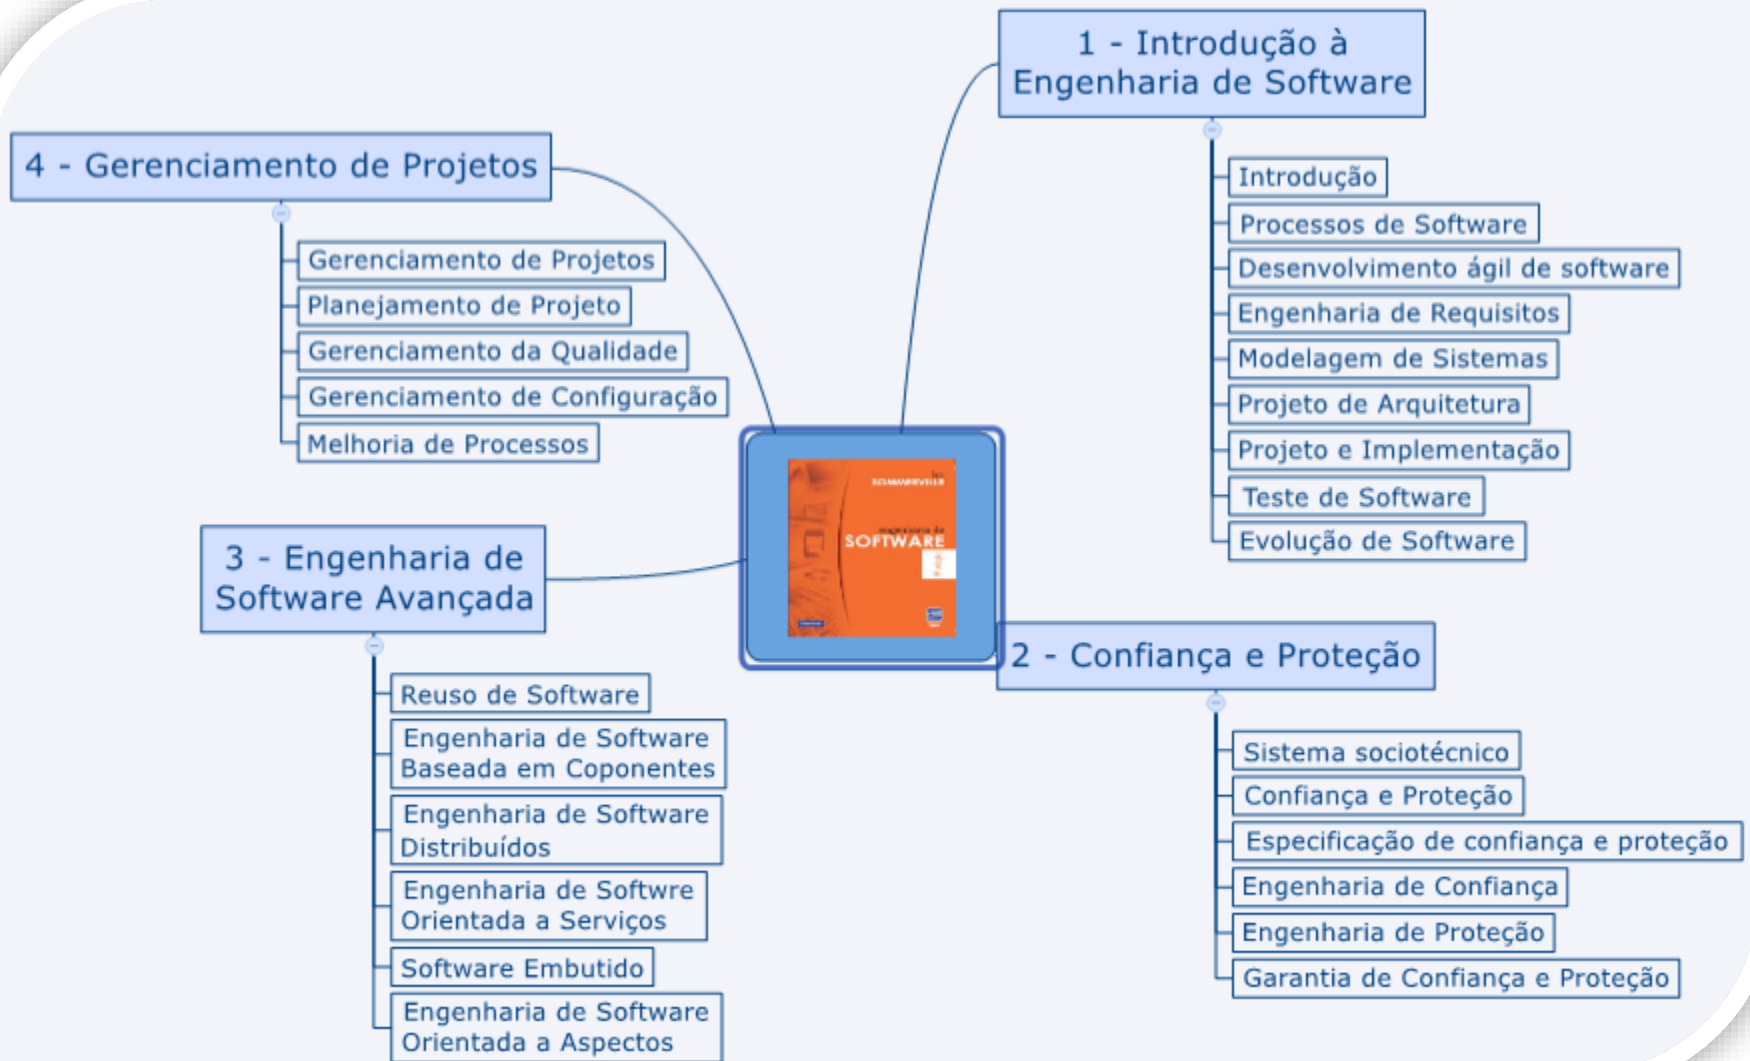 1 - Introdução à
Engenharia de Software
Introdução
Processos de Software
Desenvolvimento ágil de software
Engenharia de Requisitos
Modelagem de Sistemas
Projeto de Arquitetura
Projeto e Implementação
Teste de Software
Evolução de Software
2 - Confiança e Proteção
Sistema sociotécnico
Confiança e Proteção
Especificação de confiança e proteção
Engenharia de Confiança
Engenharia de Proteção
Garantia de Confiança e Proteção
3 - Engenharia de
Software Avançada
Reuso de Software
Engenharia de Software
Baseada em Coponentes
Engenharia de Software
Distribuídos
Engenharia de Softwre
Orientada a Serviços
Software Embutido
Engenharia de Software
Orientada a Aspectos
4 - Gerenciamento de Projetos
Gerenciamento de Projetos
Planejamento de Projeto
Gerenciamento da Qualidade
Gerenciamento de Configuração
Melhoria de Processos
SOMMERVILLE
engenharia de
SOFTWARE